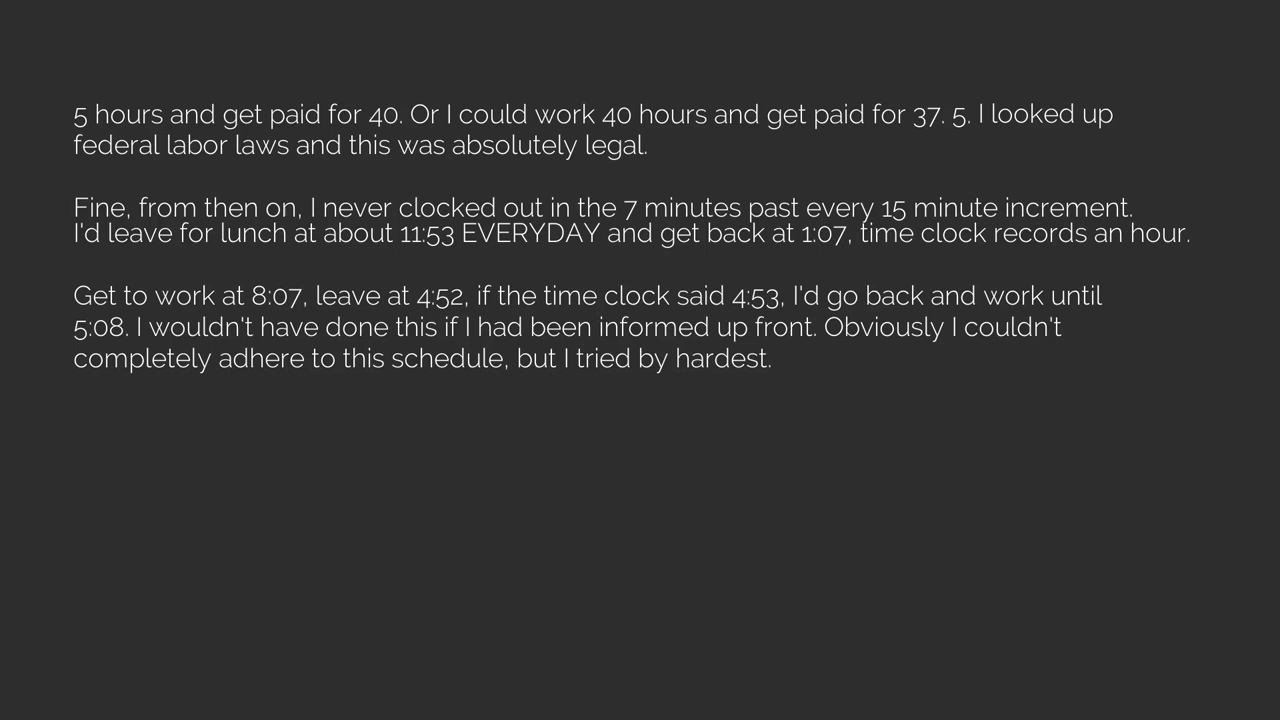 5 hours and get paid for 40. Or I could work 40 hours and get paid for 37. 5. I looked up
federal labor laws and this was absolutely legal.
Fine, from then on, I never clocked out in the 7 minutes past every 15 minute increment.
I'd leave for lunch at about 11:53 EVERYDAY and get back at 1:07, time clock records an hour.
Get to work at 8:07, leave at 4:52, if the time clock said 4:53, I'd go back and work until
5:08. I wouldn't have done this if I had been informed up front. Obviously I couldn't
completely adhere to this schedule, but I tried by hardest.